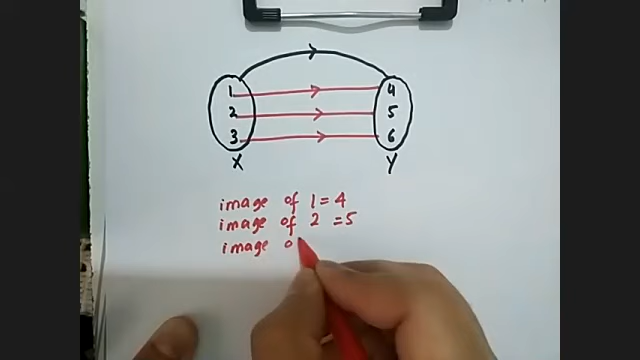 1 4
2 5
3 6
X Y
image of 1 = 4
image of 2 = 5
image o